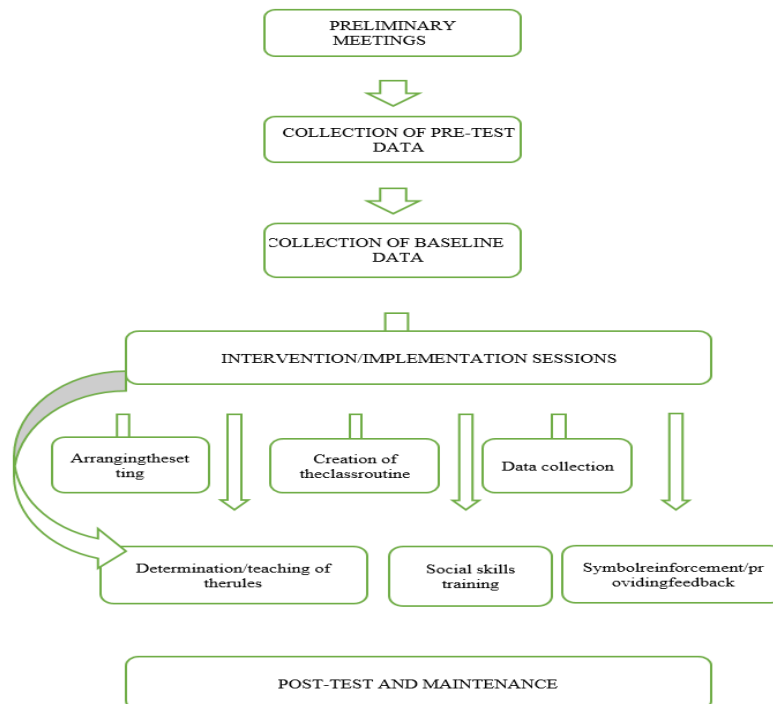 PRELIMINARY
MEETINGS
COLLECTION OF PRE-TEST
DATA
COLLECTION OF BASELINE
DATA
INTERVENTION/IMPLEMENTATION SESSIONS
Arrangingtheset
ting
Creation of
theclassroutine
Data collection
Determination/teaching of
therules
Social skills
training
Symbolreinforcement/pr
ovidingfeedback
POST-TEST AND MAINTENANCE